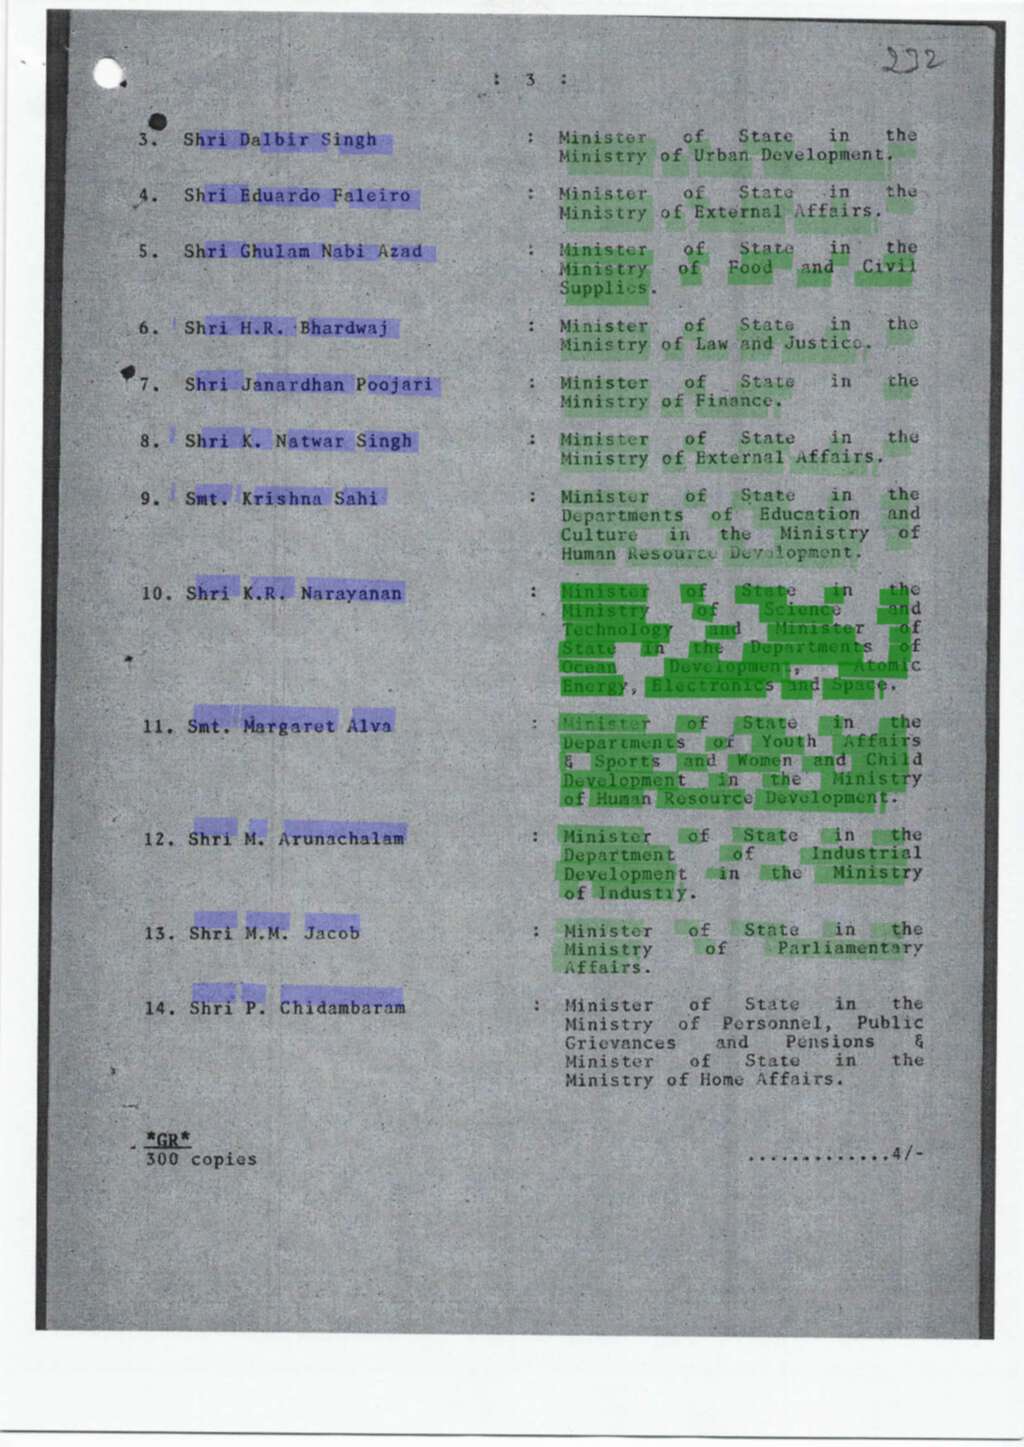 232
: 3 :
3. Shri Dalbir Singh : Minister of State in the
Ministry of Urban Development.
4. Shri Eduardo Faleiro : Minister of State in the
Ministry of External Affairs.
5. Shri Ghulam Nabi Azad : Minister of State in the
Ministry of Food and Civil
Supplies.
6. Shri H.R. Bhardwaj : Minister of State in the
Ministry of Law and Justice.
7. Shri Janardhan Poojari : Minister of State in the
Ministry of Finance.
8. Shri K. Natwar Singh : Minister of State in the
Ministry of External Affairs.
9. Smt. Krishna Sahi : Minister of State in the
Departments of Education and
Culture in the Ministry of
Human Resource Development.
10. Shri K.R. Narayanan : Minister of State in the
Ministry of Science and
Technology and Minister of
State in the Departments of
Ocean Development, Atomic
Energy, Electronics and Space.
11. Smt. Margaret Alva : Minister of State in the
Departments of Youth Affairs
& Sports and Women and Child
Development in the Ministry
of Human Resource Development.
12. Shri M. Arunachalam : Minister of State in the
Department of Industrial
Development in the Ministry
of Industry.
13. Shri M.M. Jacob : Minister of State in the
Ministry of Parliamentary
Affairs.
14. Shri P. Chidambaram : Minister of State in the
Ministry of Personnel, Public
Grievances and Pensions &
Minister of State in the
Ministry of Home Affairs.
*GR*
300 copies .............4/-